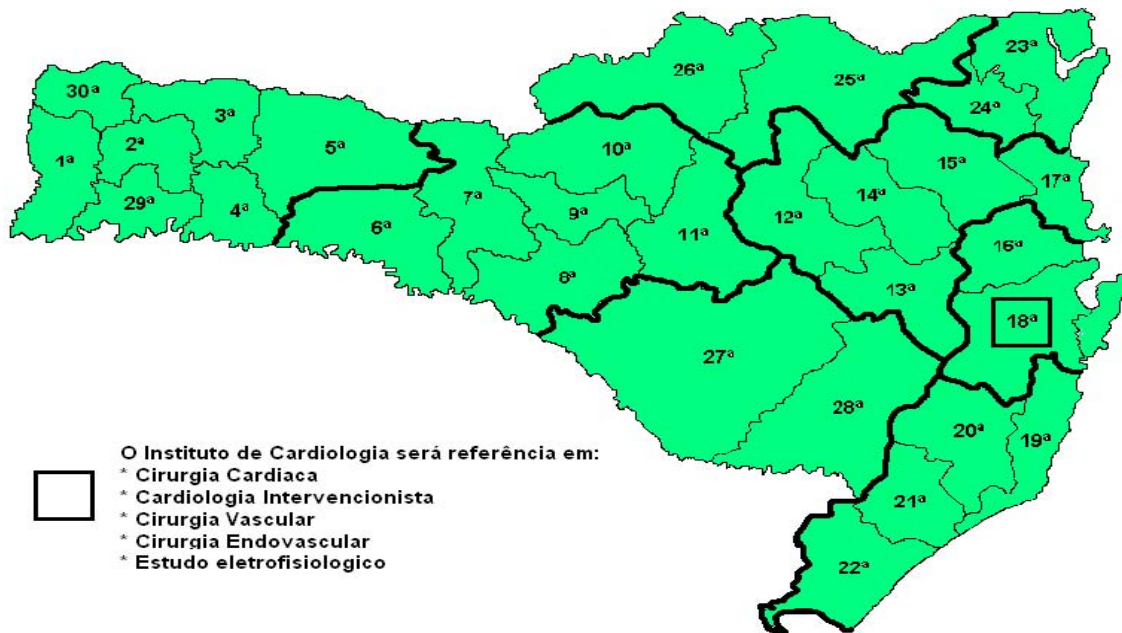 23ª
26ª
25ª
30ª
3ª
24ª
2ª
5ª
10ª
15ª
1ª
17ª
29ª
4ª
7ª
9ª
14ª
6ª
12ª
11ª
16ª
8ª
13ª
18ª
27ª
28ª
20ª
19ª
21ª
22ª
O Instituto de Cardiologia será referência em:
* Cirurgia Cardiaca
* Cardiologia Intervencionista
* Cirurgia Vascular
* Cirurgia Endovascular
* Estudo eletrofisiologico